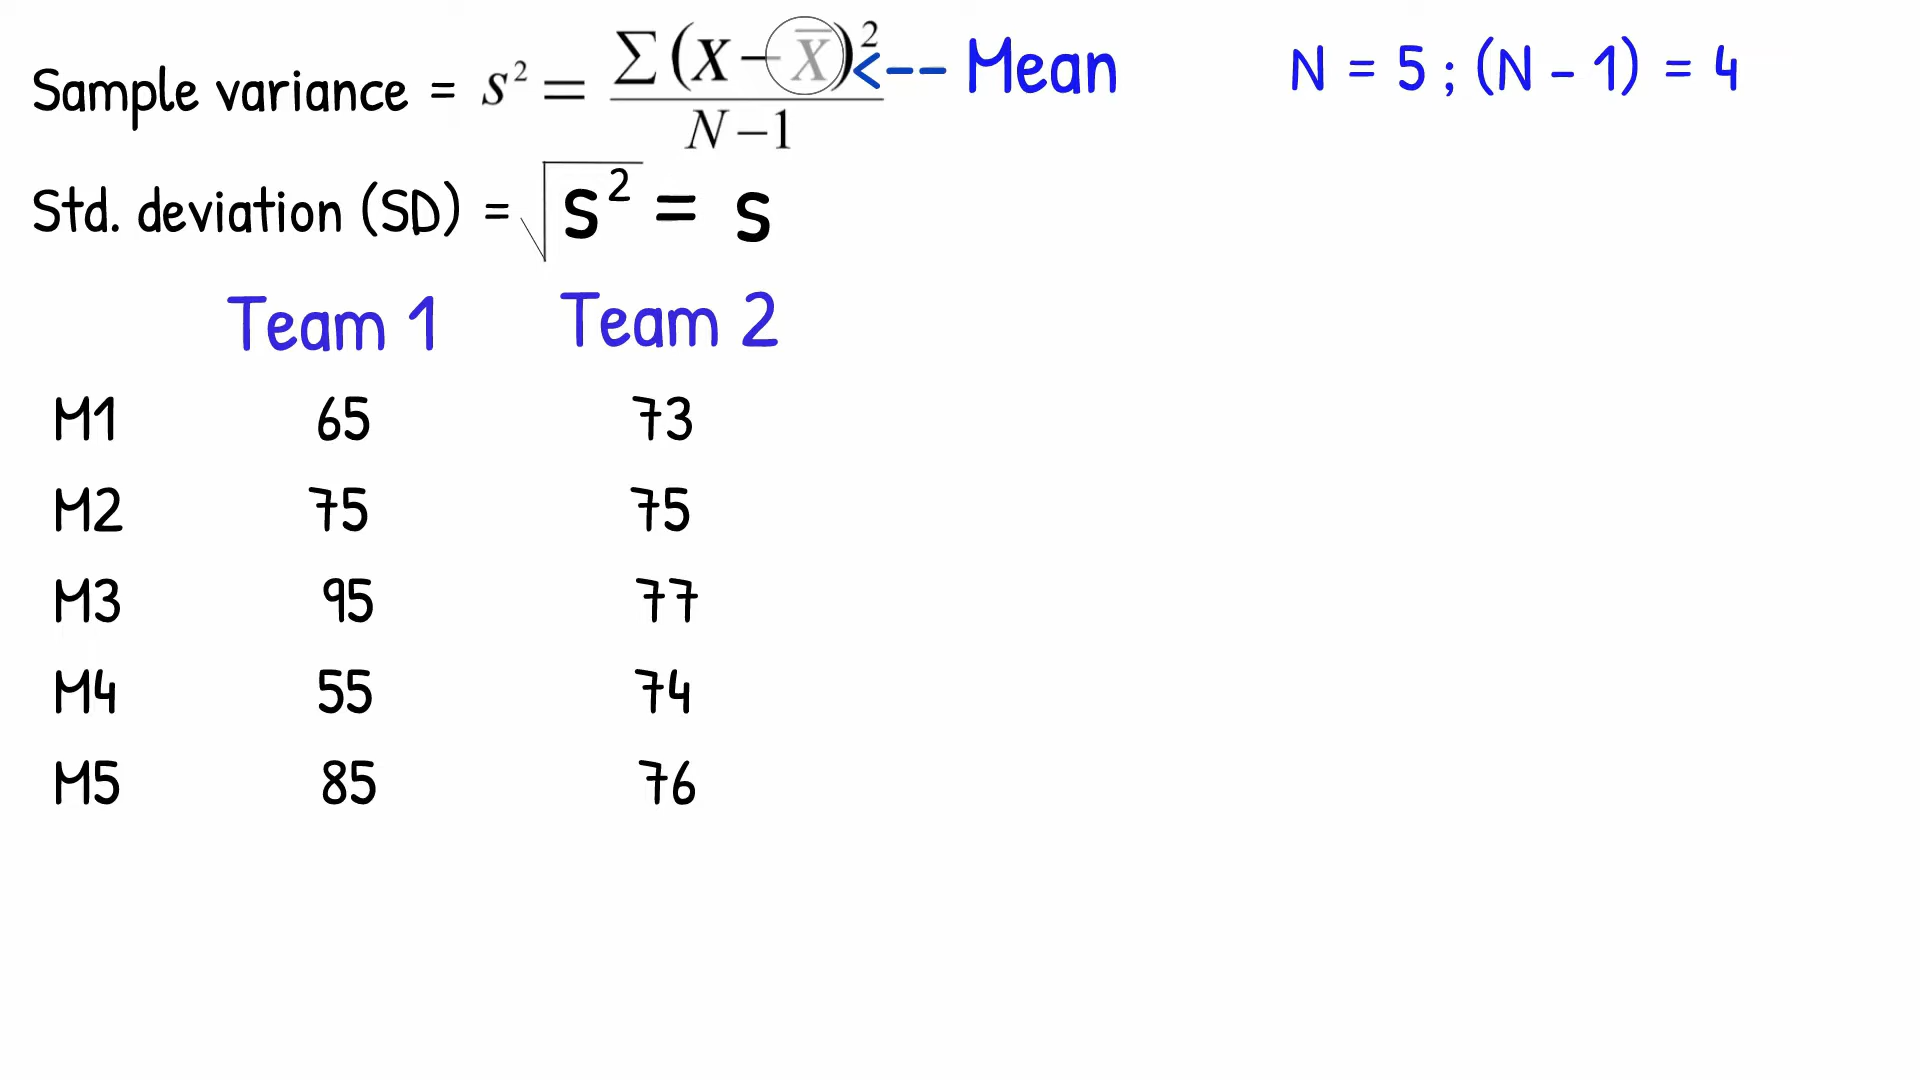 Sample variance = s² = ∑(X – X̄)² / N – 1 <-- Mean
N = 5 ; (N - 1) = 4
Std. deviation (SD) = √s² = s
Team 1 Team 2
M1 65 73
M2 75 75
M3 95 77
M4 55 74
M5 85 76